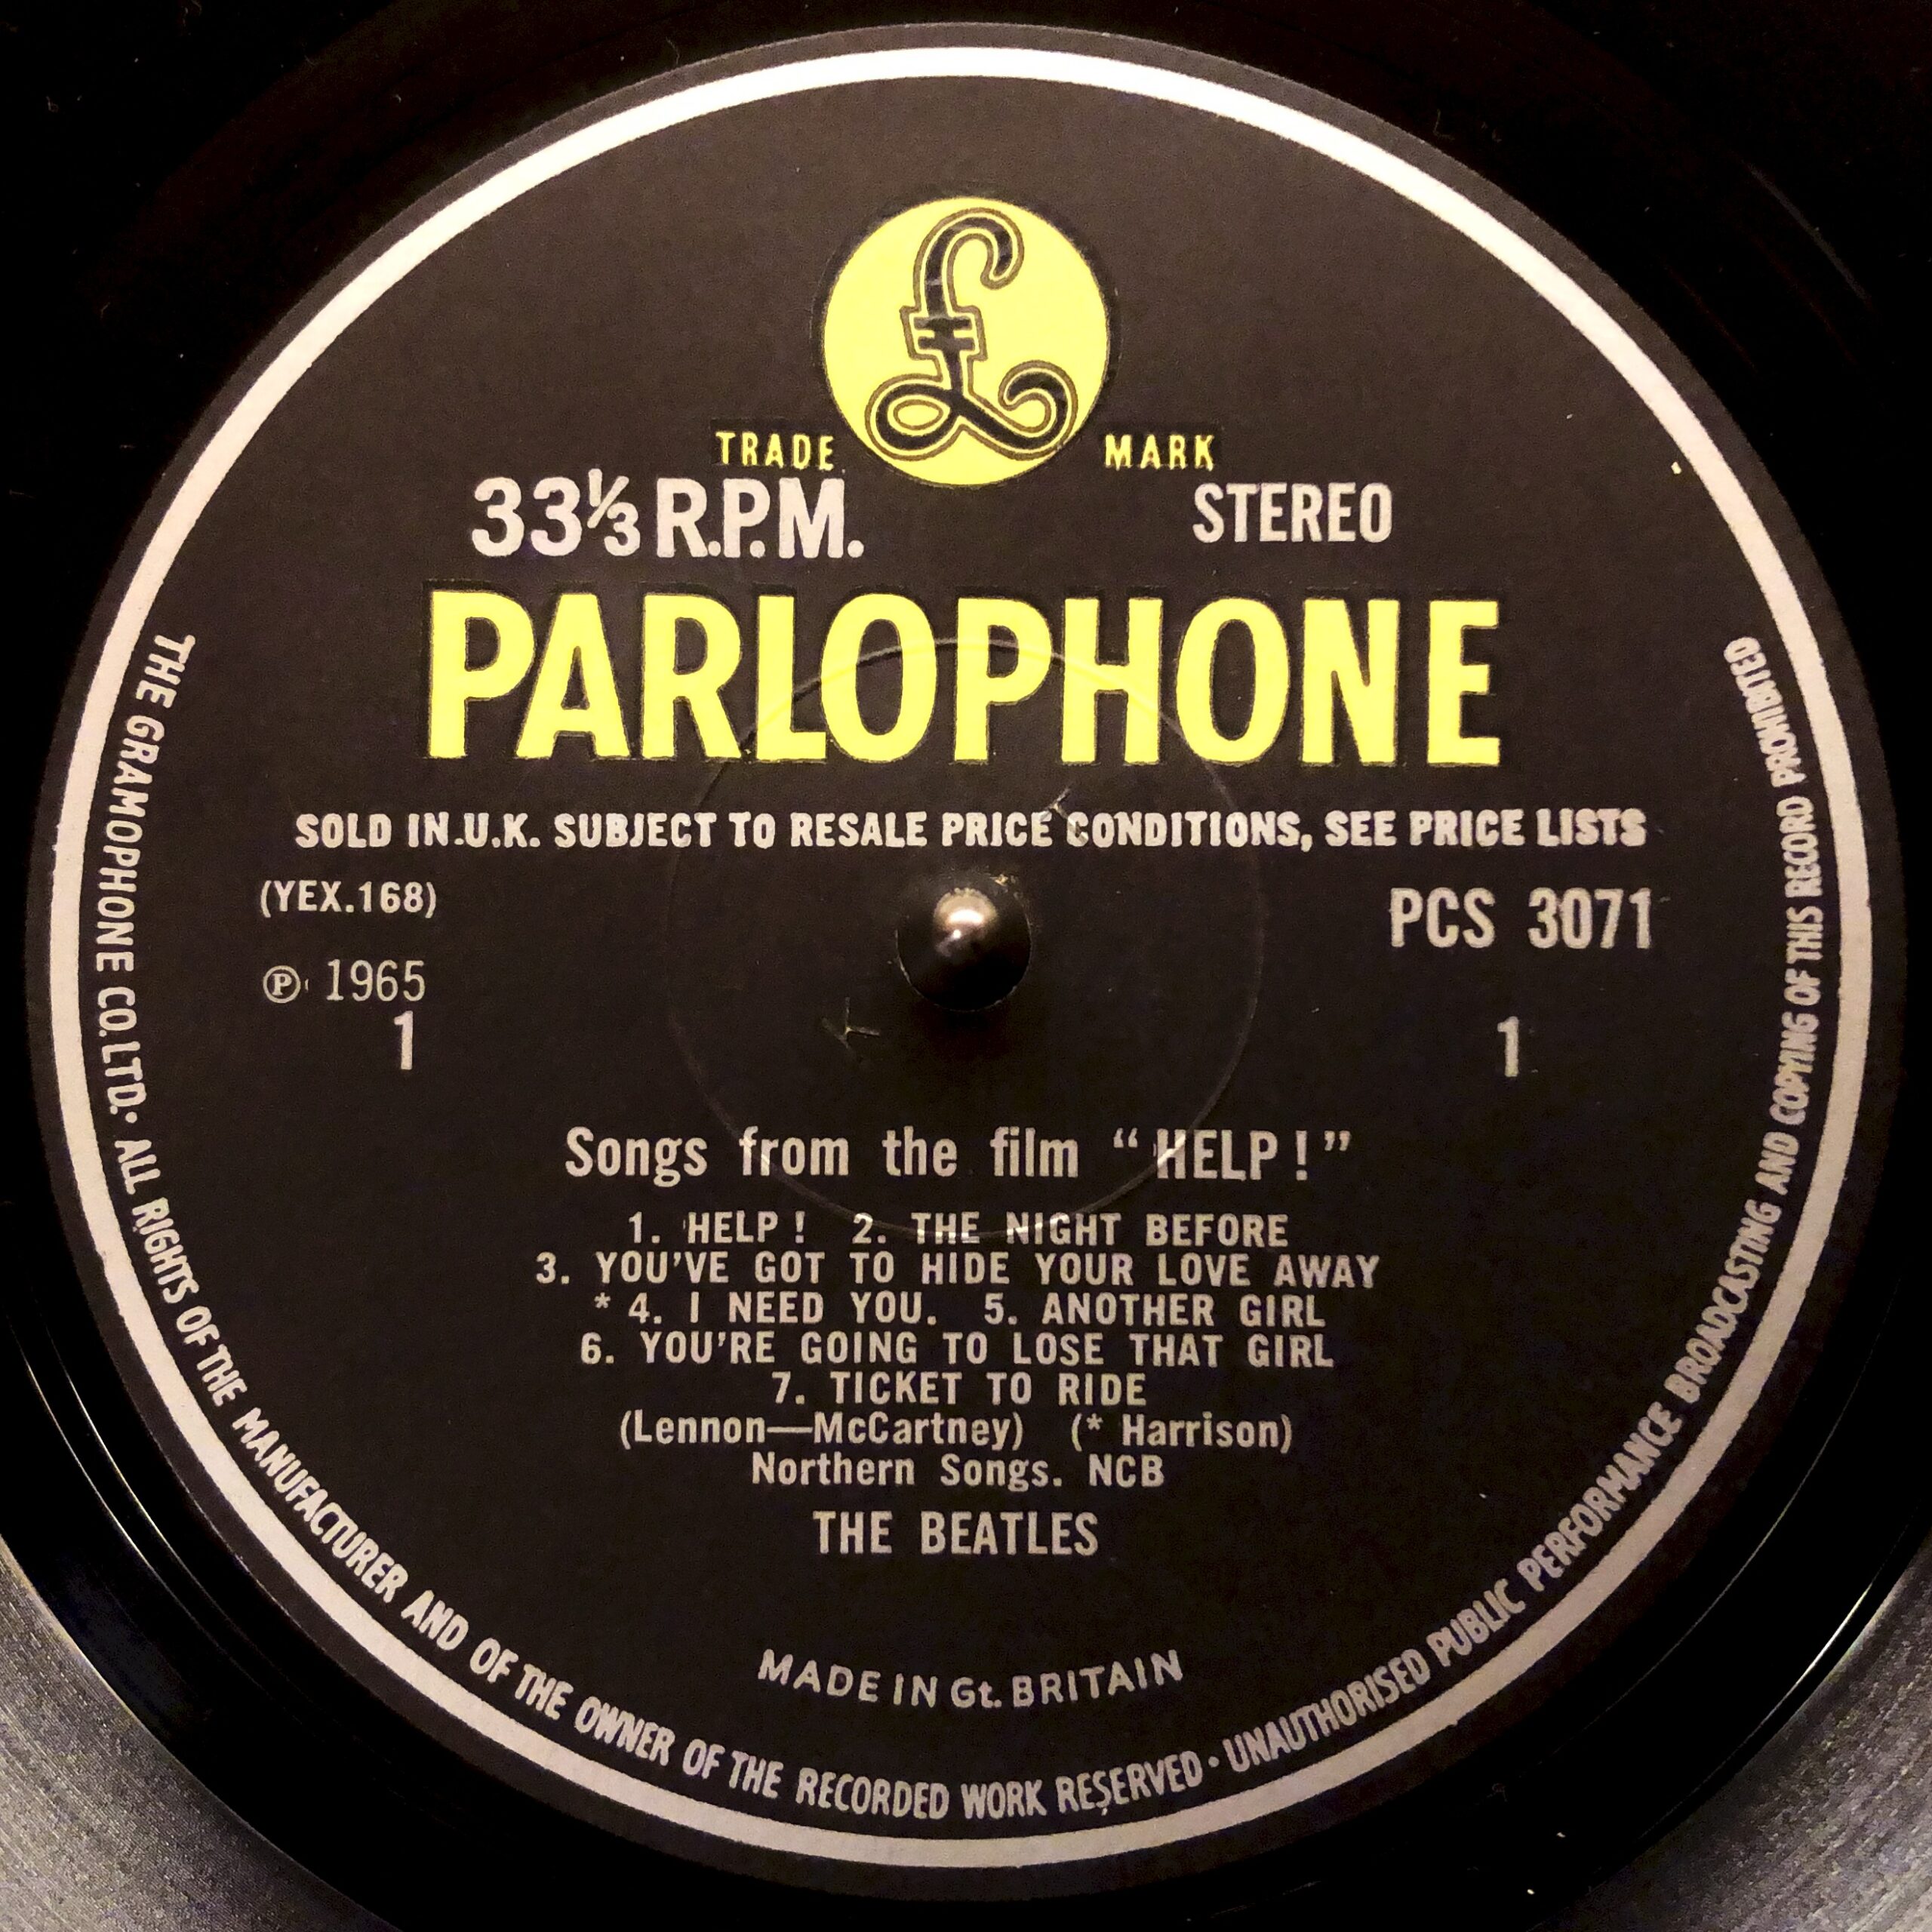 £
TRADE MARK
33⅓ R.P.M. STEREO
PARLOPHONE
SOLD IN.U.K. SUBJECT TO RESALE PRICE CONDITIONS, SEE PRICE LISTS
(YEX.168) PCS 3071
℗ 1965
1 1
Songs from the film “HELP!”
1. HELP! 2. THE NIGHT BEFORE
3. YOU'VE GOT TO HIDE YOUR LOVE AWAY
* 4. I NEED YOU. 5. ANOTHER GIRL
6. YOU'RE GOING TO LOSE THAT GIRL
7. TICKET TO RIDE
(Lennon—McCartney) (* Harrison)
Northern Songs. NCB
THE BEATLES
MADE IN Gt. BRITAIN
THE GRAMOPHONE CO. LTD. · ALL RIGHTS OF THE MANUFACTURER AND OF THE OWNER OF THE RECORDED WORK RESERVED · UNAUTHORISED PUBLIC PERFORMANCE BROADCASTING AND COPYING OF THIS RECORD PROHIBITED